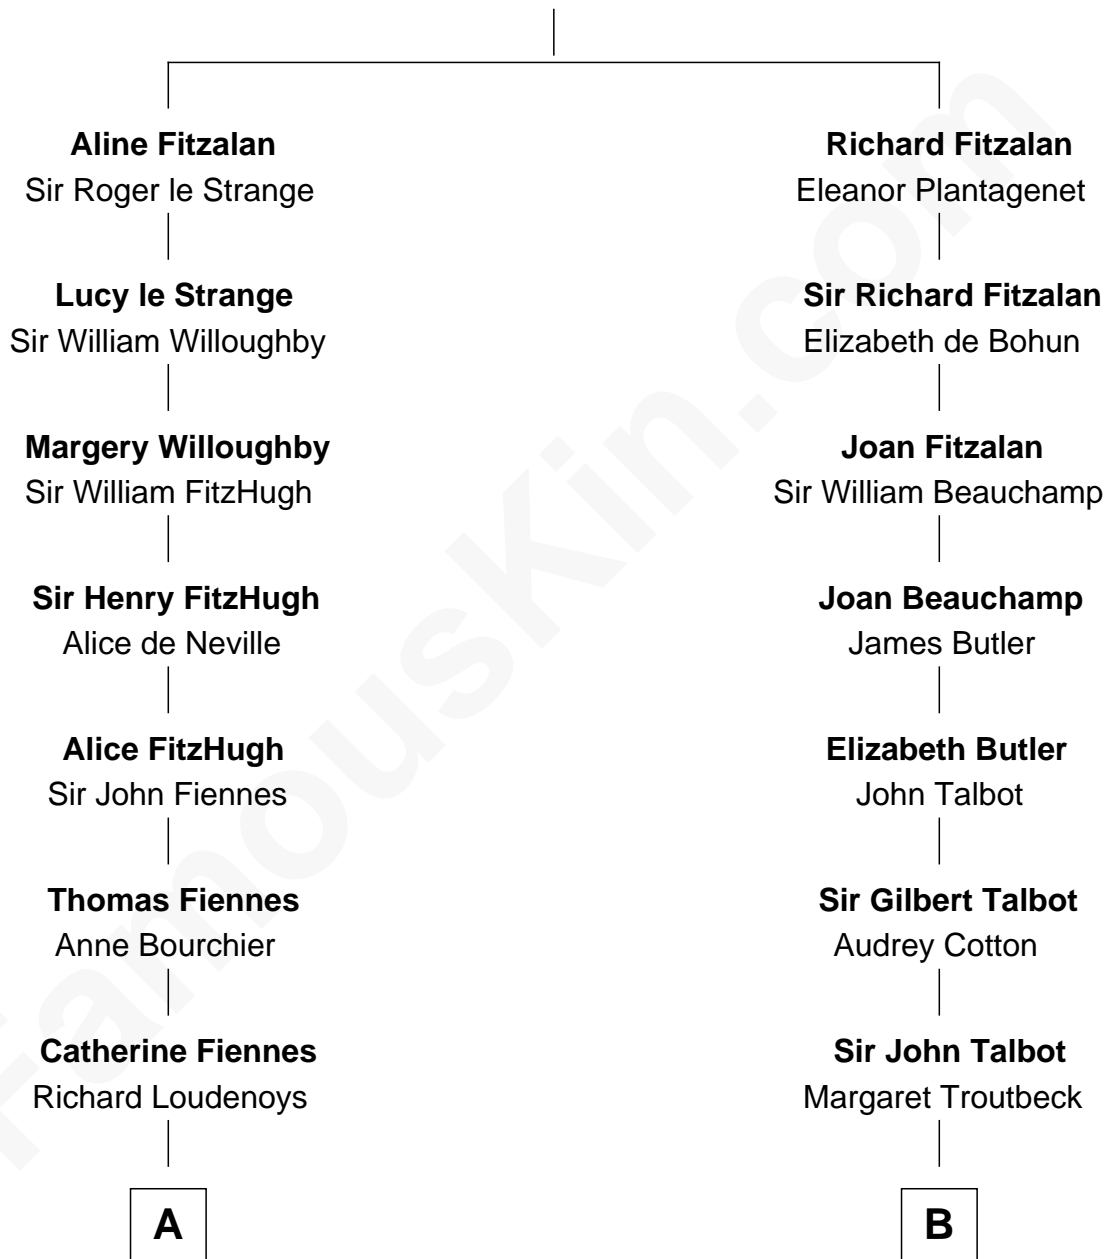 Aline Fitzalan
Sir Roger le Strange
Lucy le Strange
Sir William Willoughby
Margery Willoughby
Sir William FitzHugh
Sir Henry FitzHugh
Alice de Neville
Alice FitzHugh
Sir John Fiennes
Thomas Fiennes
Anne Bourchier
Catherine Fiennes
Richard Loudenoys
A
Richard Fitzalan
Eleanor Plantagenet
Sir Richard Fitzalan
Elizabeth de Bohun
Joan Fitzalan
Sir William Beauchamp
Joan Beauchamp
James Butler
Elizabeth Butler
John Talbot
Sir Gilbert Talbot
Audrey Cotton
Sir John Talbot
Margaret Troutbeck
B
FamousKin.com